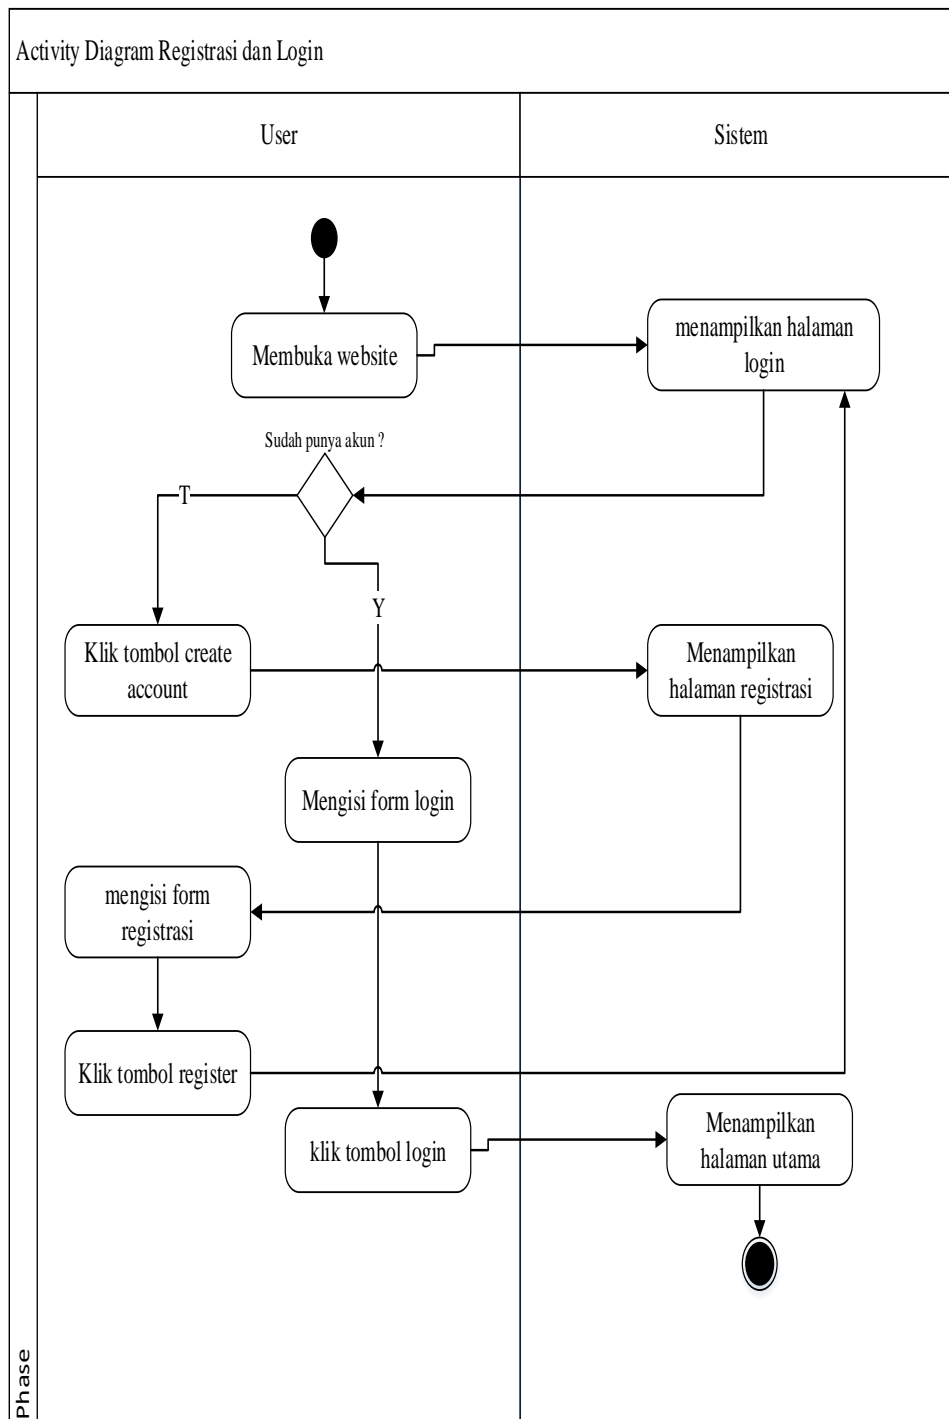 Activity Diagram Registrasi dan Login
User
Sistem
Membuka website
menampilkan halaman
login
Sudah punya akun ?
T
Y
Klik tombol create
account
Menampilkan
halaman registrasi
Mengisi form login
mengisi form
registrasi
Klik tombol register
klik tombol login
Menampilkan
halaman utama
Phase